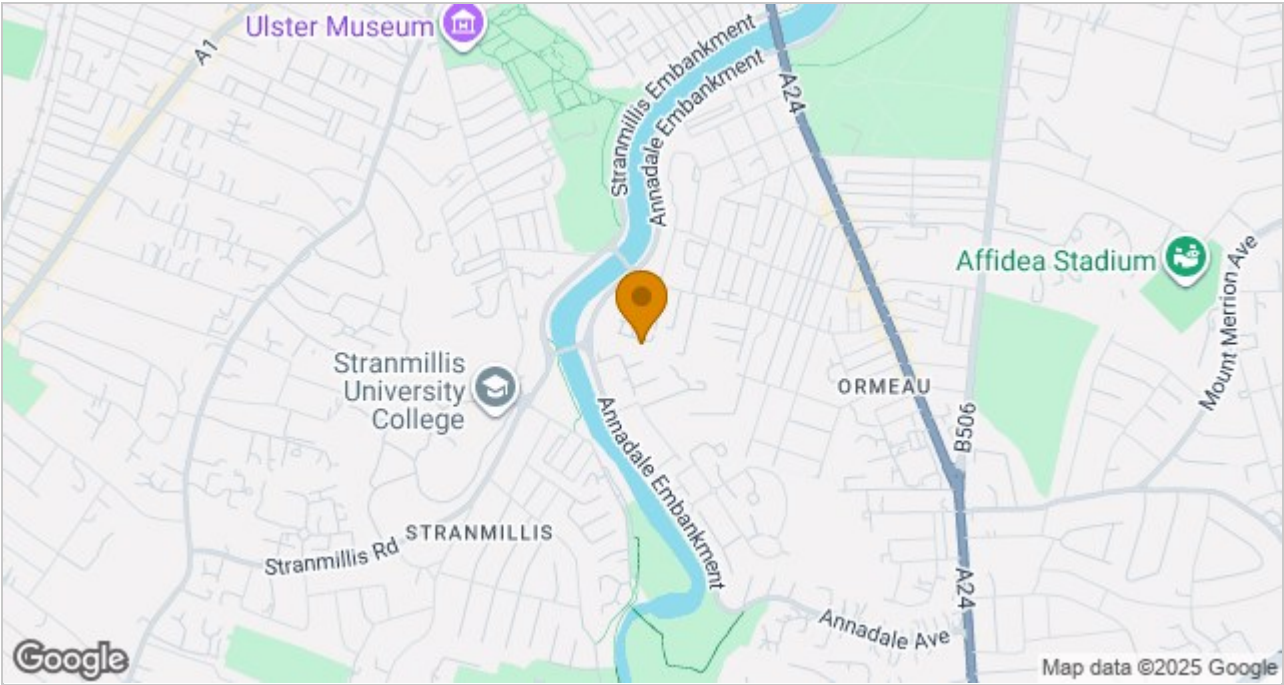 Ulster Museum
A1
Stranmillis Embankment
Annadale Embankment
A24
Affidea Stadium
Mount Merrion Ave
Stranmillis
University
College
ORMEAU
B506
Annadale Embankment
STRANMILLIS
Stranmillis Rd
A24
Annadale Ave
Google
Map data ©2025 Google